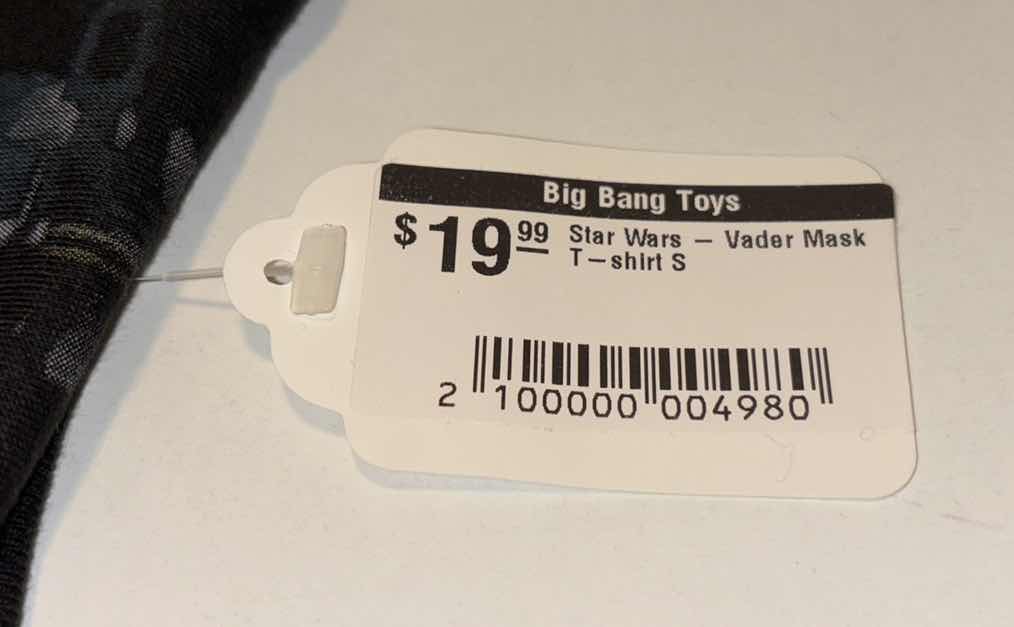 Big Bang Toys
$19.99 Star Wars — Vader Mask
T-shirt S
2 100000 004980